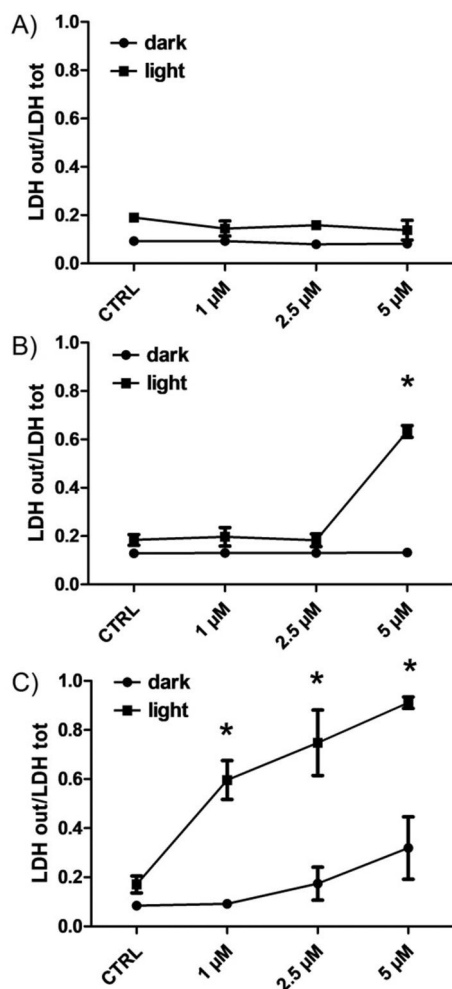 A)
dark
light
LDH out/LDH tot
1.0
0.8
0.6
0.4
0.2
0.0
CTRL
1 µM
2.5 µM
5 µM
B)
dark
light
*
LDH out/LDH tot
1.0
0.8
0.6
0.4
0.2
0.0
CTRL
1 µM
2.5 µM
5 µM
C)
dark
light
* * *
LDH out/LDH tot
1.0
0.8
0.6
0.4
0.2
0.0
CTRL
1 µM
2.5 µM
5 µM